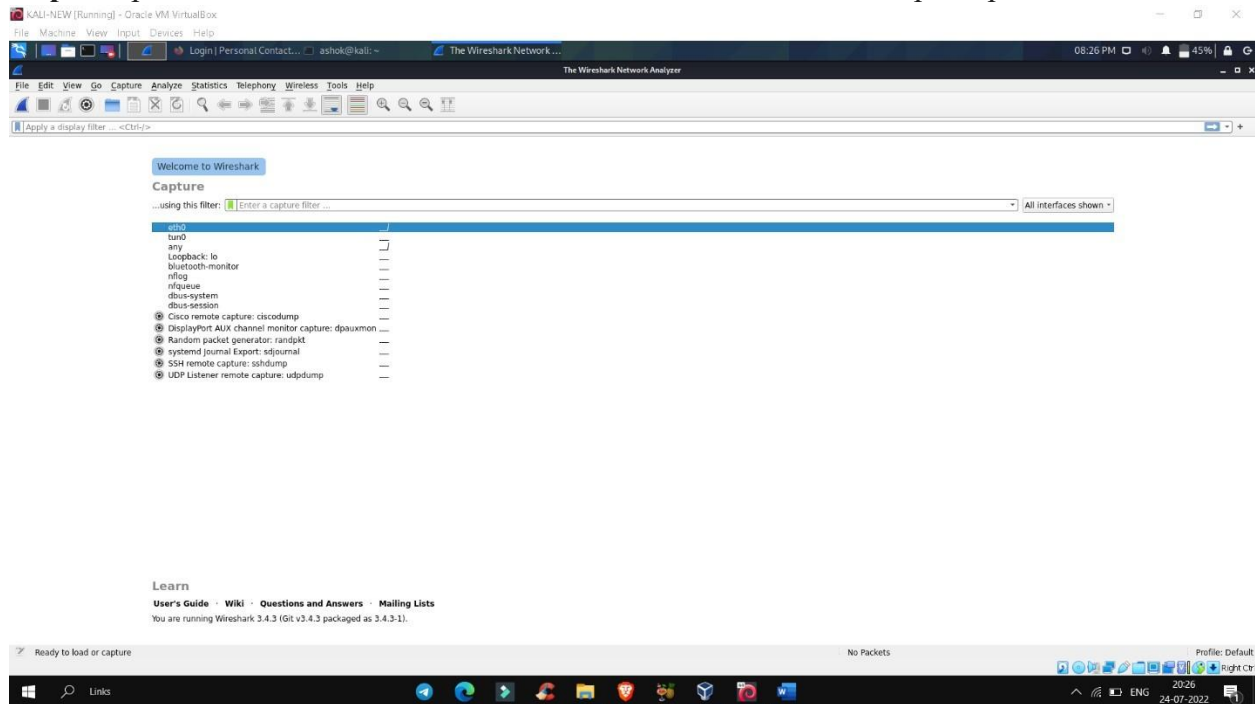 KALI-NEW [Running] - Oracle VM VirtualBox
File Machine View Input Devices Help
Login | Personal Contact... ashok@kali: ~ The Wireshark Network ... 08:26 PM 45%
The Wireshark Network Analyzer
File Edit View Go Capture Analyze Statistics Telephony Wireless Tools Help
Apply a display filter ... <Ctrl-/>
Welcome to Wireshark
Capture
...using this filter: Enter a capture filter ... All interfaces shown
eth0
tun0
any
Loopback: lo
bluetooth-monitor
nflog
nfqueue
dbus-system
dbus-session
Cisco remote capture: ciscodump
DisplayPort AUX channel monitor capture: dpauxmon
Random packet generator: randpkt
systemd Journal Export: sdjournal
SSH remote capture: sshdump
UDP Listener remote capture: udpdump
Learn
User's Guide · Wiki · Questions and Answers · Mailing Lists
You are running Wireshark 3.4.3 (Git v3.4.3 packaged as 3.4.3-1).
Ready to load or capture No Packets Profile: Default
Right Ctr
Links ENG 20:26
24-07-2022